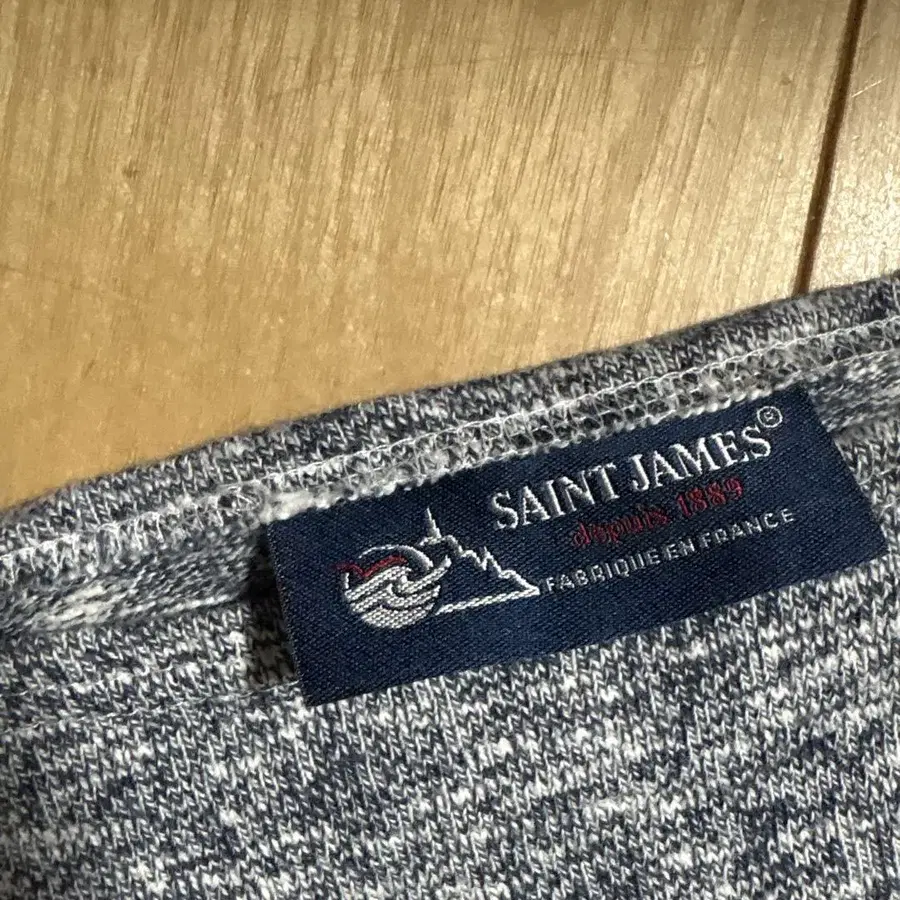 SAINT JAMES®
depuis 1889
FABRIQUE EN FRANCE